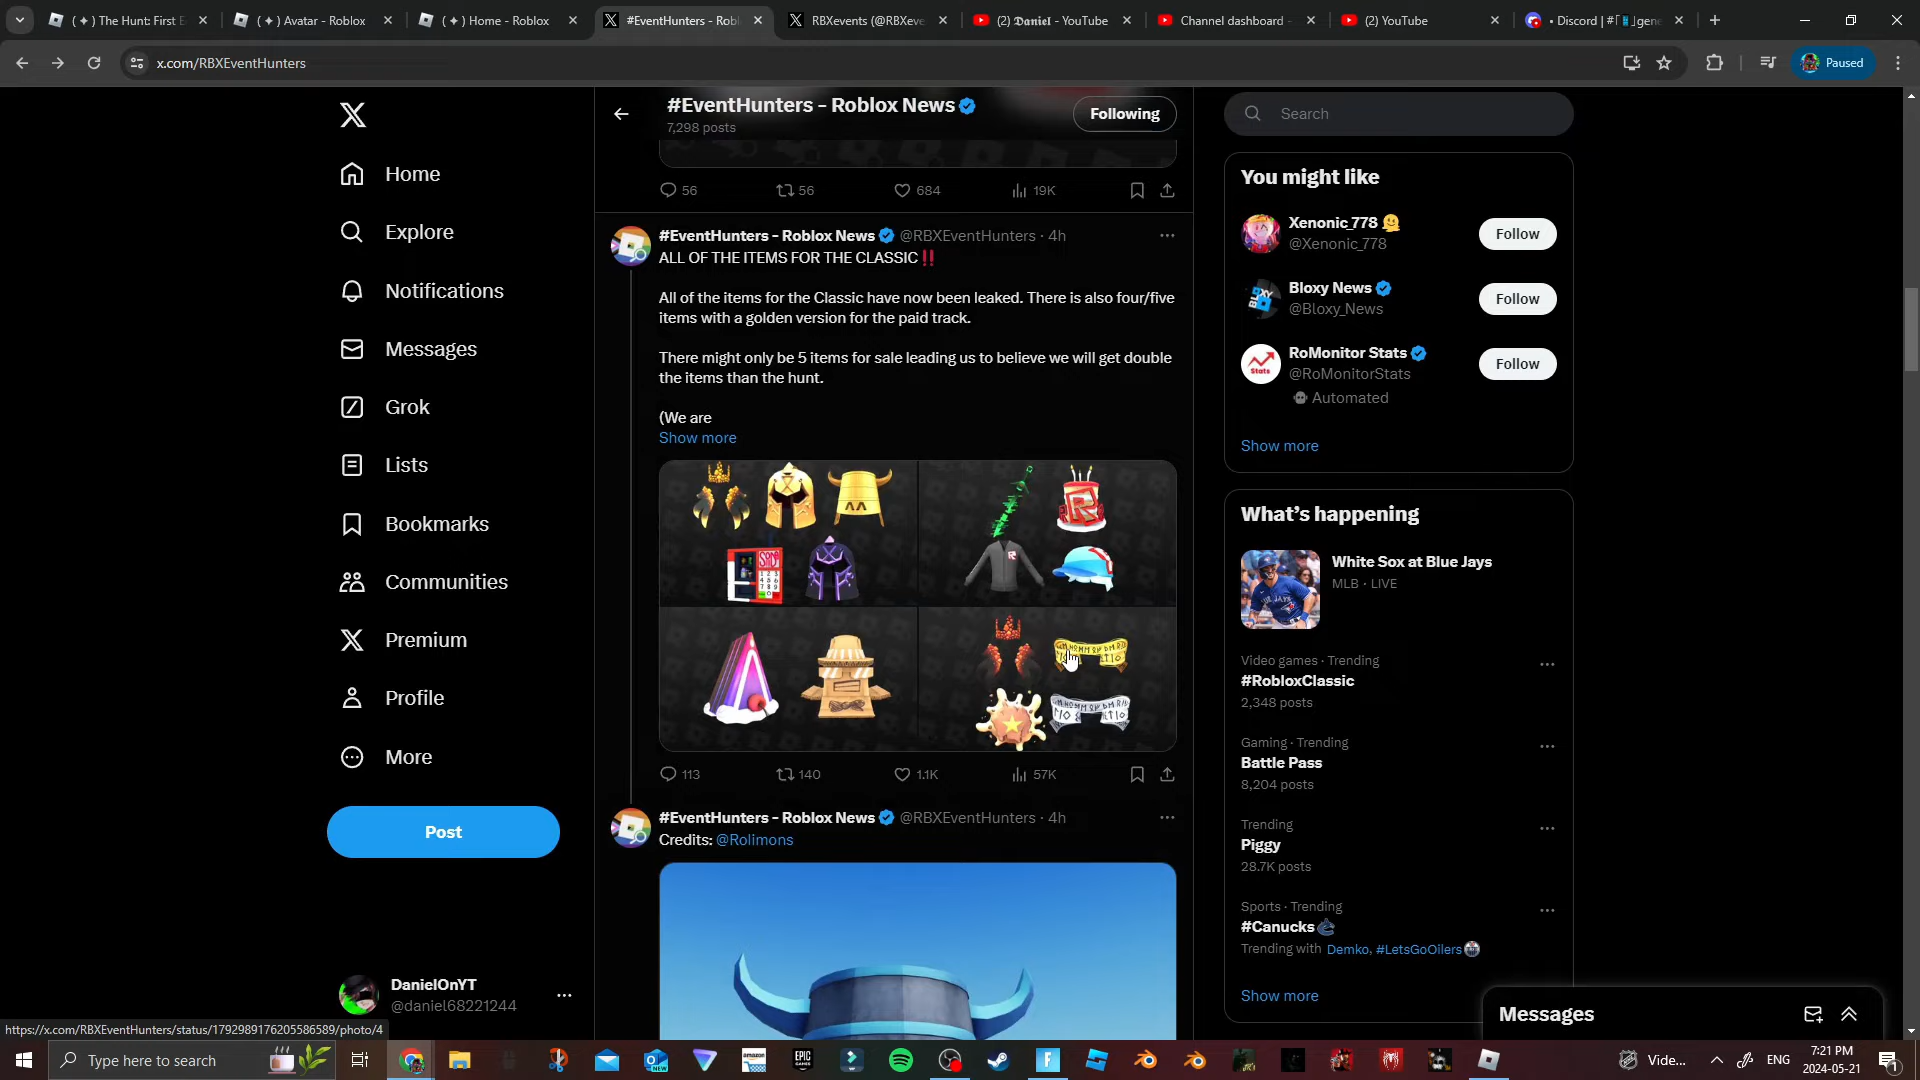 ( ✦ ) The Hunt: First E
( ✦ ) Avatar - Roblox
( ✦ ) Home - Roblox
#EventHunters - Rob
RBXevents (@RBXeve
(2) 𝕯𝖆𝖓𝖎𝖊𝖑 - YouTube
Channel dashboard -
(2) YouTube
• Discord | #「📱」gene
x.com/RBXEventHunters
Paused
#EventHunters - Roblox News
7,298 posts
Following
Search
Home
Explore
Notifications
Messages
Grok
Lists
Bookmarks
Communities
Premium
Profile
More
Post
DanielOnYT
@daniel68221244
56
56
684
19K
#EventHunters - Roblox News @RBXEventHunters · 4h
ALL OF THE ITEMS FOR THE CLASSIC‼️
All of the items for the Classic have now been leaked. There is also four/five
items with a golden version for the paid track.
There might only be 5 items for sale leading us to believe we will get double
the items than the hunt.
(We are
Show more
113
140
1.1K
57K
#EventHunters - Roblox News @RBXEventHunters · 4h
Credits: @Rolimons
You might like
Xenonic_778 🫠
@Xenonic_778
Follow
Bloxy News
@Bloxy_News
Follow
RoMonitor Stats
@RoMonitorStats
Automated
Follow
Show more
What's happening
White Sox at Blue Jays
MLB · LIVE
Video games · Trending
#RobloxClassic
2,348 posts
Gaming · Trending
Battle Pass
8,204 posts
Trending
Piggy
28.7K posts
Sports · Trending
#Canucks
Trending with Demko, #LetsGoOilers
Show more
Messages
https://x.com/RBXEventHunters/status/1792989176205586589/photo/4
Type here to search
Vide...
ENG
7:21 PM
2024-05-21
1